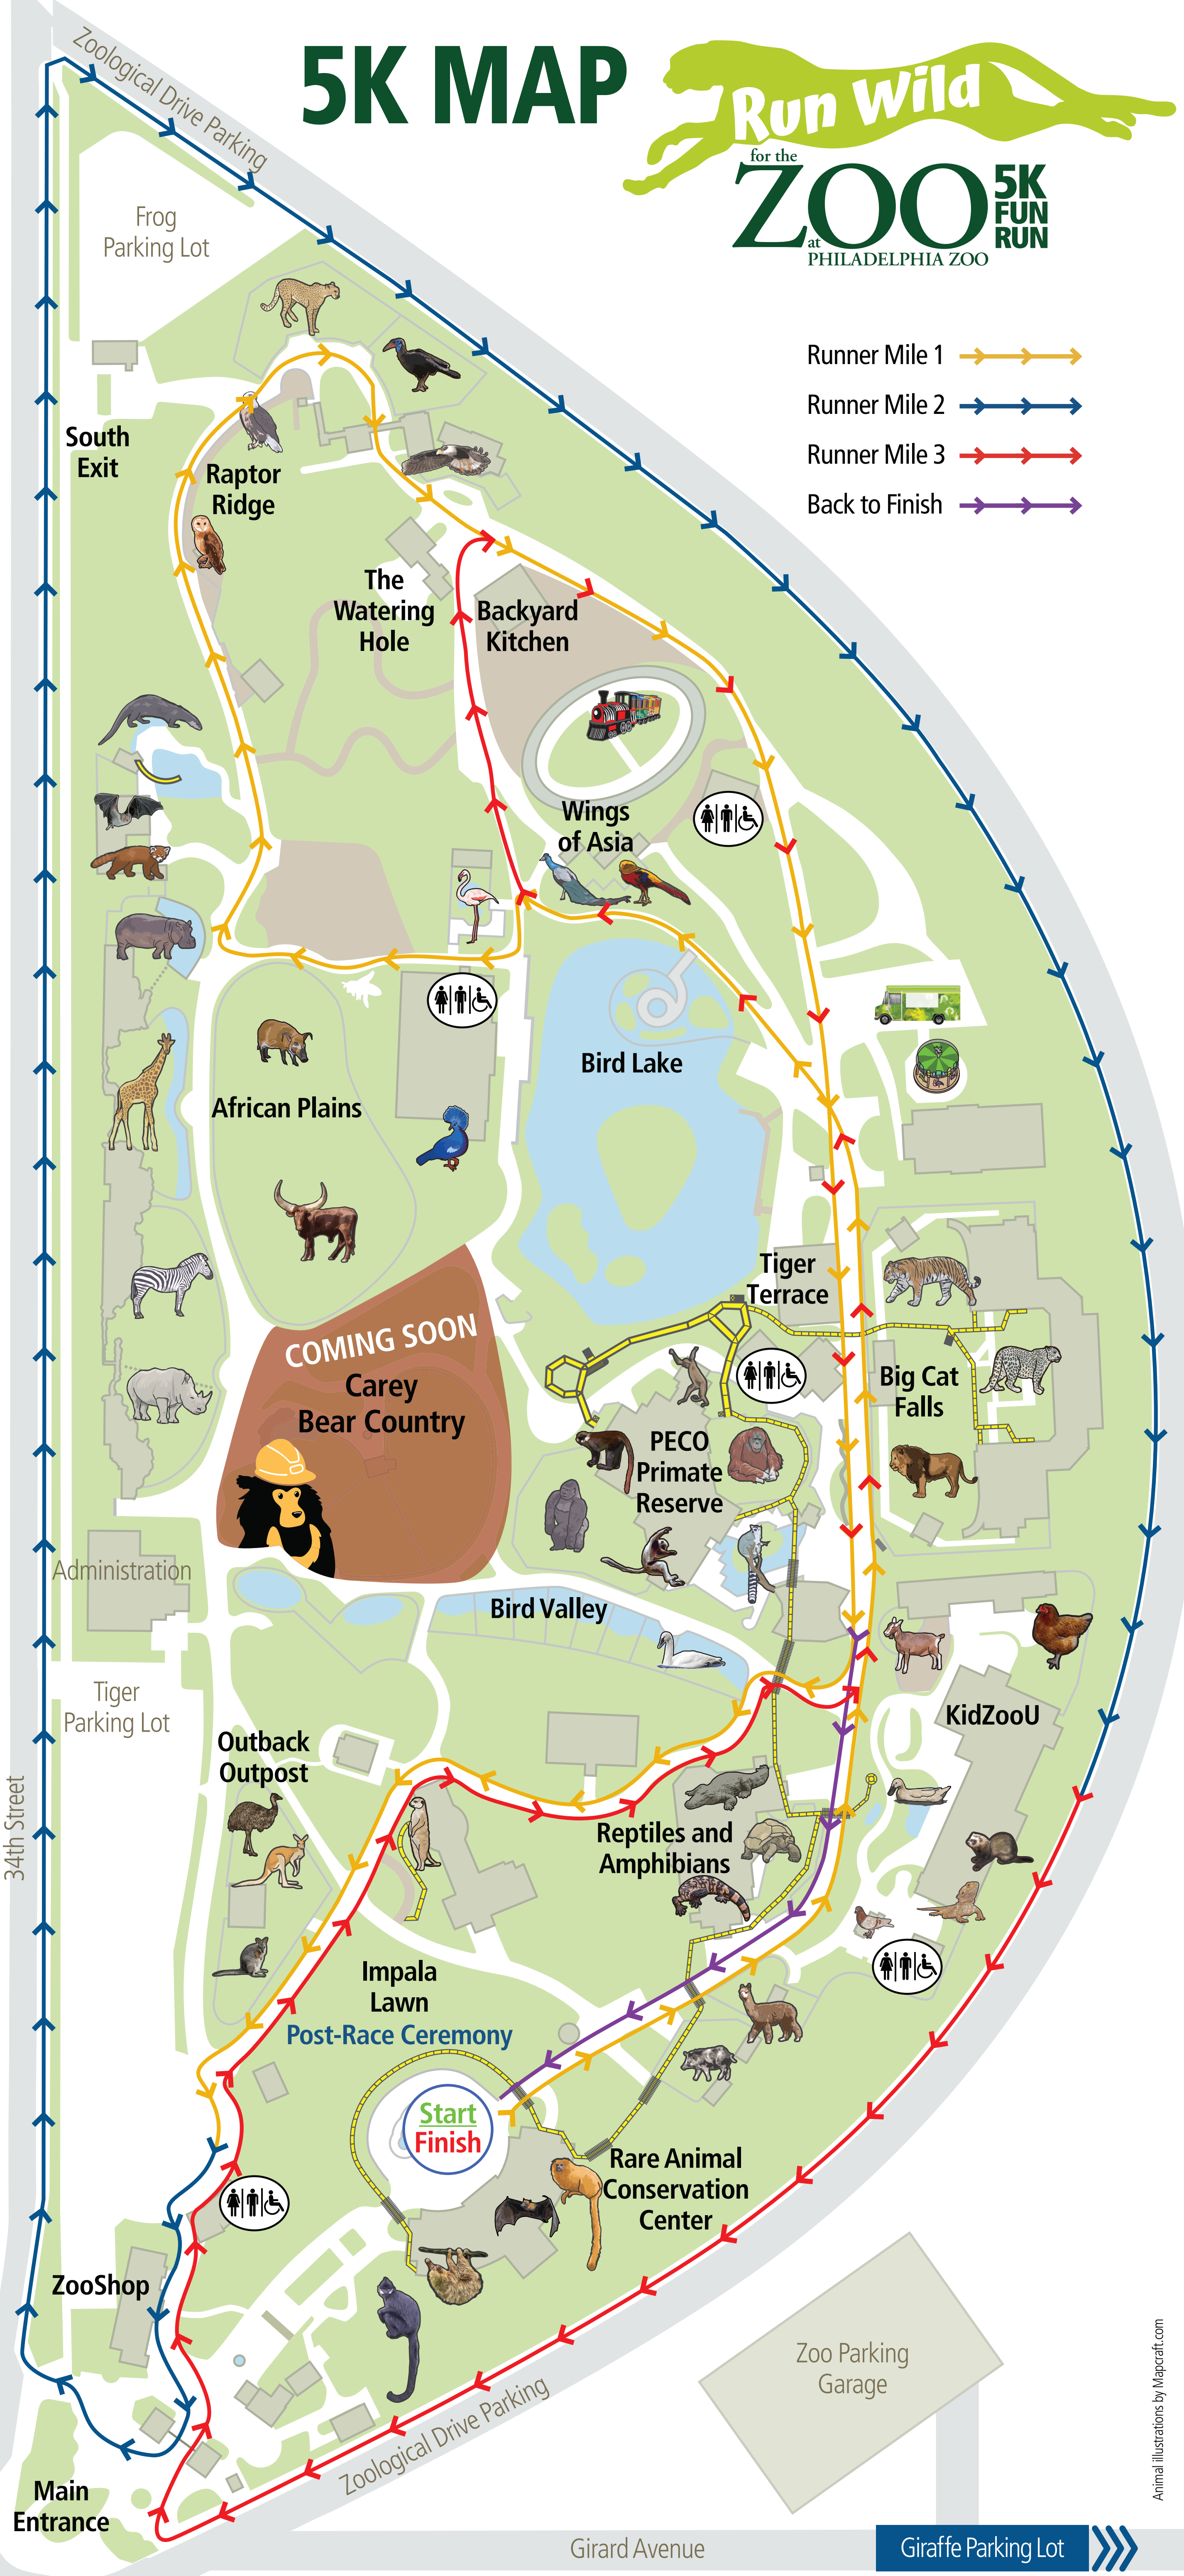 5K MAP
Run Wild
for the
ZOO
at
PHILADELPHIA ZOO
5K
FUN
RUN
Runner Mile 1
Runner Mile 2
Runner Mile 3
Back to Finish
Zoological Drive Parking
Frog
Parking Lot
South
Exit
Raptor
Ridge
The
Watering
Hole
Backyard
Kitchen
Wings
of Asia
Bird Lake
African Plains
Tiger
Terrace
COMING SOON
Carey
Bear Country
Big Cat
Falls
PECO
Primate
Reserve
Administration
Bird Valley
Tiger
Parking Lot
KidZooU
Outback
Outpost
34th Street
Reptiles and
Amphibians
Impala
Lawn
Post-Race Ceremony
Start
Finish
Rare Animal
Conservation
Center
ZooShop
Zoo Parking
Garage
Zoological Drive Parking
Main
Entrance
Girard Avenue
Giraffe Parking Lot
Animal illustrations by Mapcraft.com